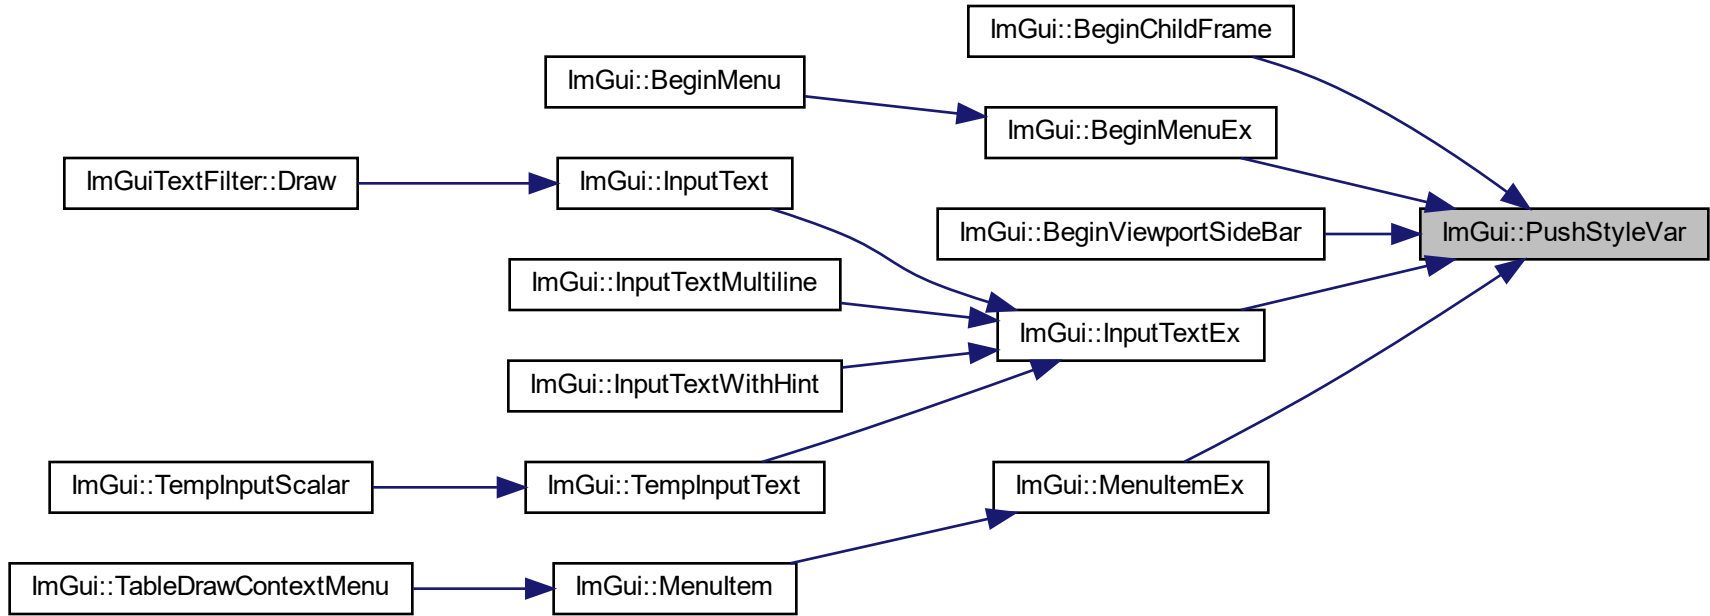 ImGui::BeginChildFrame
ImGui::BeginMenu
ImGui::BeginMenuEx
ImGuiTextFilter::Draw
ImGui::InputText
ImGui::BeginViewportSideBar
ImGui::PushStyleVar
ImGui::InputTextMultiline
ImGui::InputTextEx
ImGui::InputTextWithHint
ImGui::TempInputScalar
ImGui::TempInputText
ImGui::MenuItemEx
ImGui::TableDrawContextMenu
ImGui::MenuItem